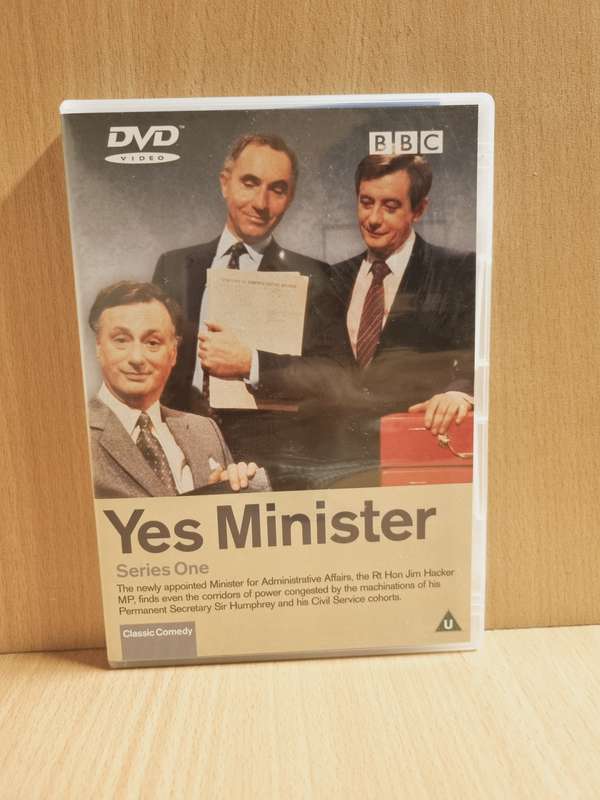 DVD™
VIDEO
BBC
Yes Minister
Series One
The newly appointed Minister for Administrative Affairs, the Rt Hon Jim Hacker
MP, finds even the corridors of power congested by the machinations of his
Permanent Secretary Sir Humphrey and his Civil Service cohorts.
Classic Comedy
U